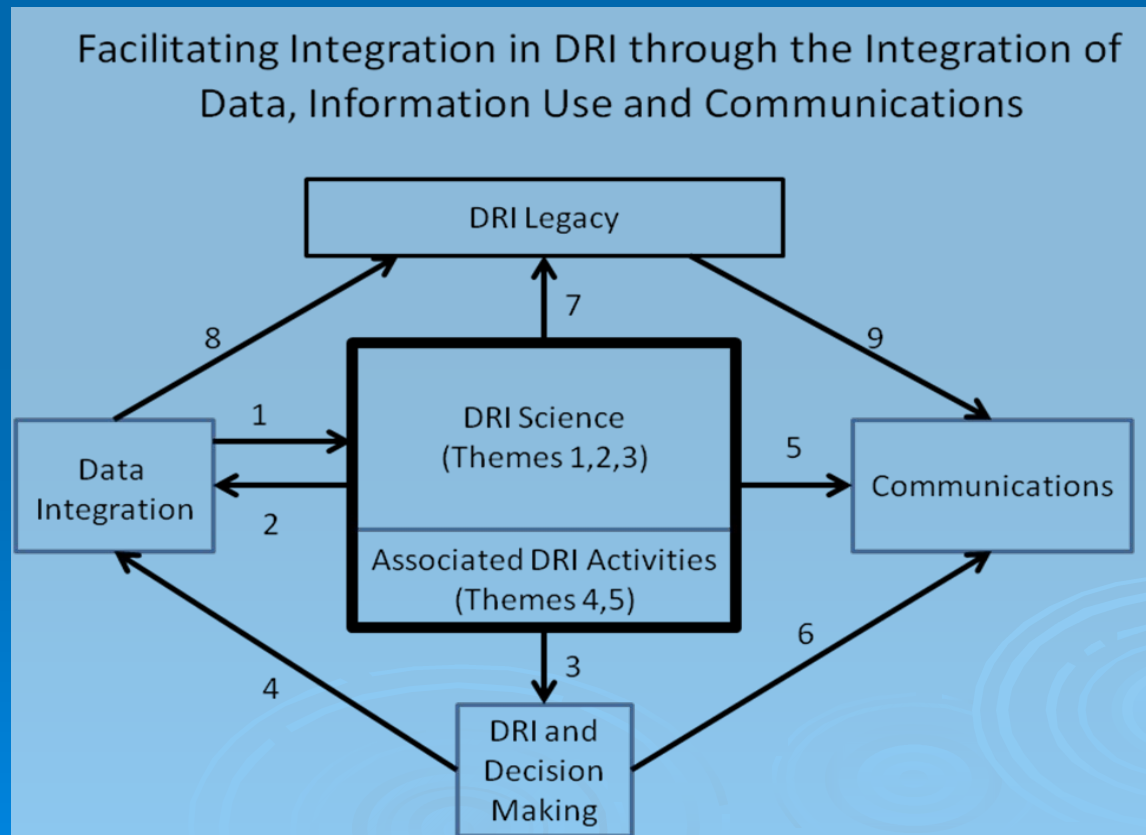 Facilitating Integration in DRI through the Integration of
Data, Information Use and Communications
DRI Legacy
8
7
9
1
DRI Science
(Themes 1,2,3)
5
Data
Integration
Communications
2
Associated DRI Activities
(Themes 4,5)
4
3
6
DRI and
Decision
Making